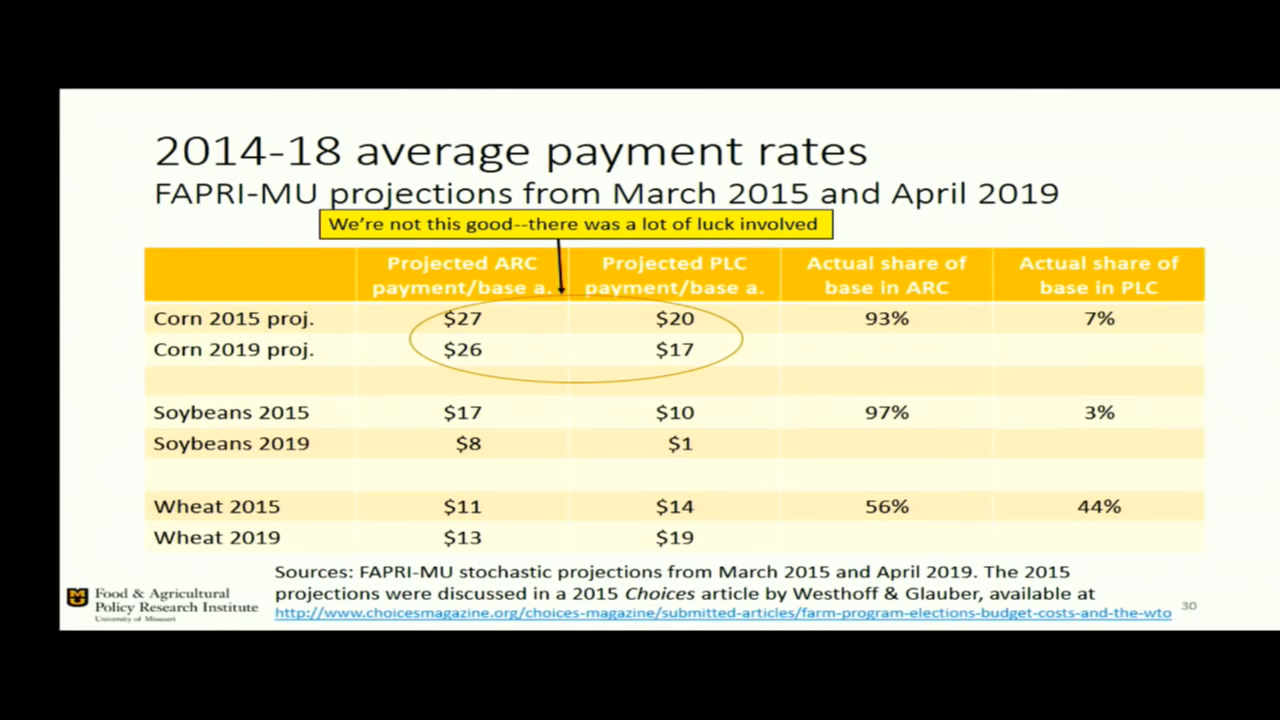 2014-18 average payment rates
FAPRI-MU projections from March 2015 and April 2019
We're not this good--there was a lot of luck involved
Projected ARC payment/base a. Projected PLC payment/base a. Actual share of base in ARC Actual share of base in PLC
Corn 2015 proj. $27 $20 93% 7%
Corn 2019 proj. $26 $17
Soybeans 2015 $17 $10 97% 3%
Soybeans 2019 $8 $1
Wheat 2015 $11 $14 56% 44%
Wheat 2019 $13 $19
Sources: FAPRI-MU stochastic projections from March 2015 and April 2019. The 2015
projections were discussed in a 2015 Choices article by Westhoff & Glauber, available at
http://www.choicesmagazine.org/choices-magazine/submitted-articles/farm-program-elections-budget-costs-and-the-wto
30
Food & Agricultural
Policy Research Institute
University of Missouri